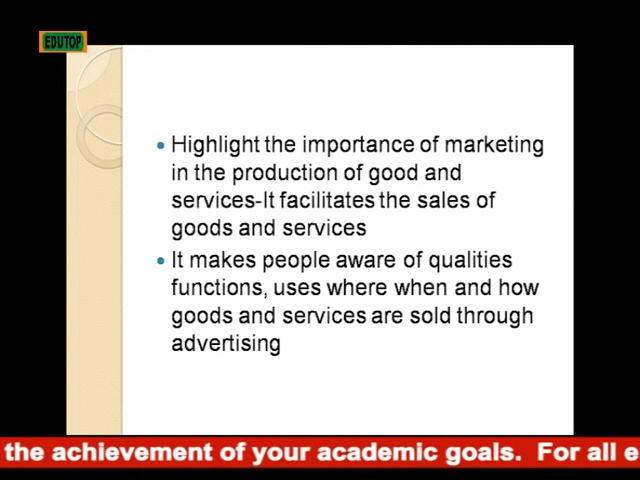 EDUTOP
Highlight the importance of marketing
in the production of good and
services-It facilitates the sales of
goods and services
It makes people aware of qualities
functions, uses where when and how
goods and services are sold through
advertising
the achievement of your academic goals. For all e